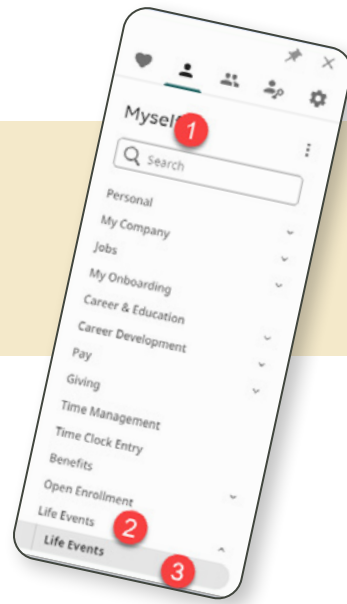 Myself
1
Search
Personal
My Company
Jobs
My Onboarding
Career & Education
Career Development
Pay
Giving
Time Management
Time Clock Entry
Benefits
Open Enrollment
Life Events
2
Life Events
3